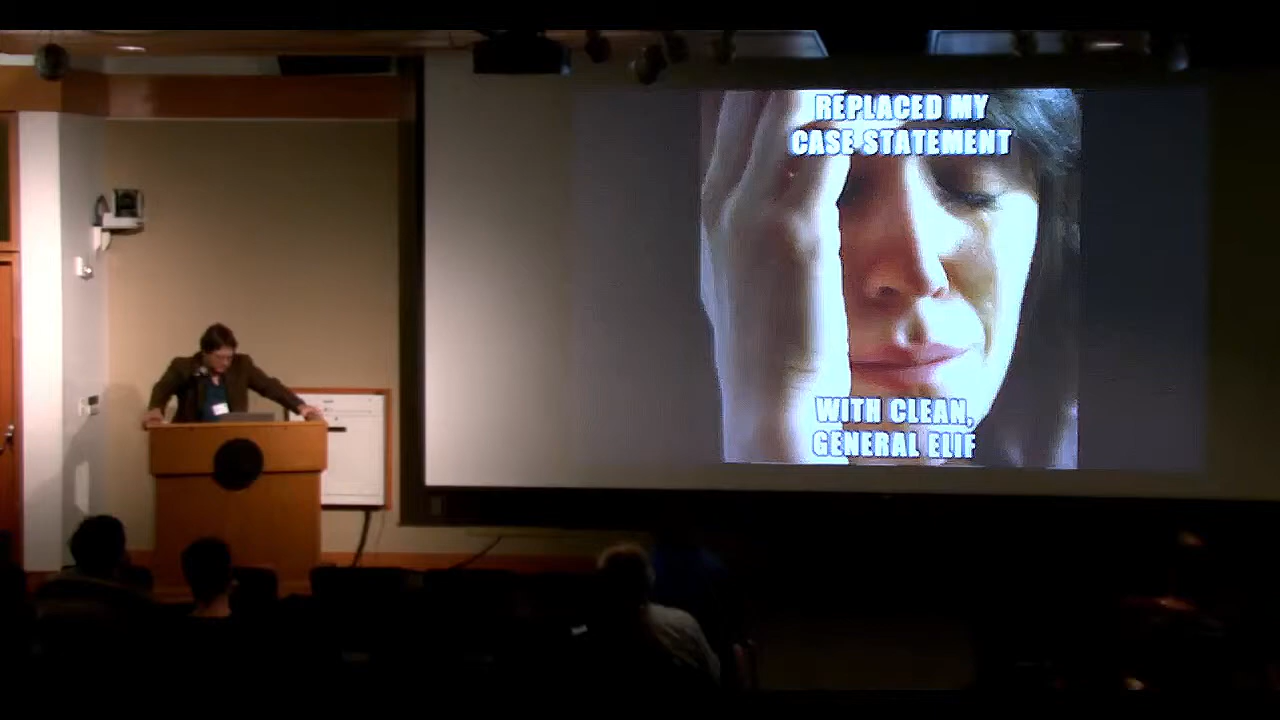 REPLACED MY
CASE STATEMENT
WITH CLEAN,
GENERAL ELIF